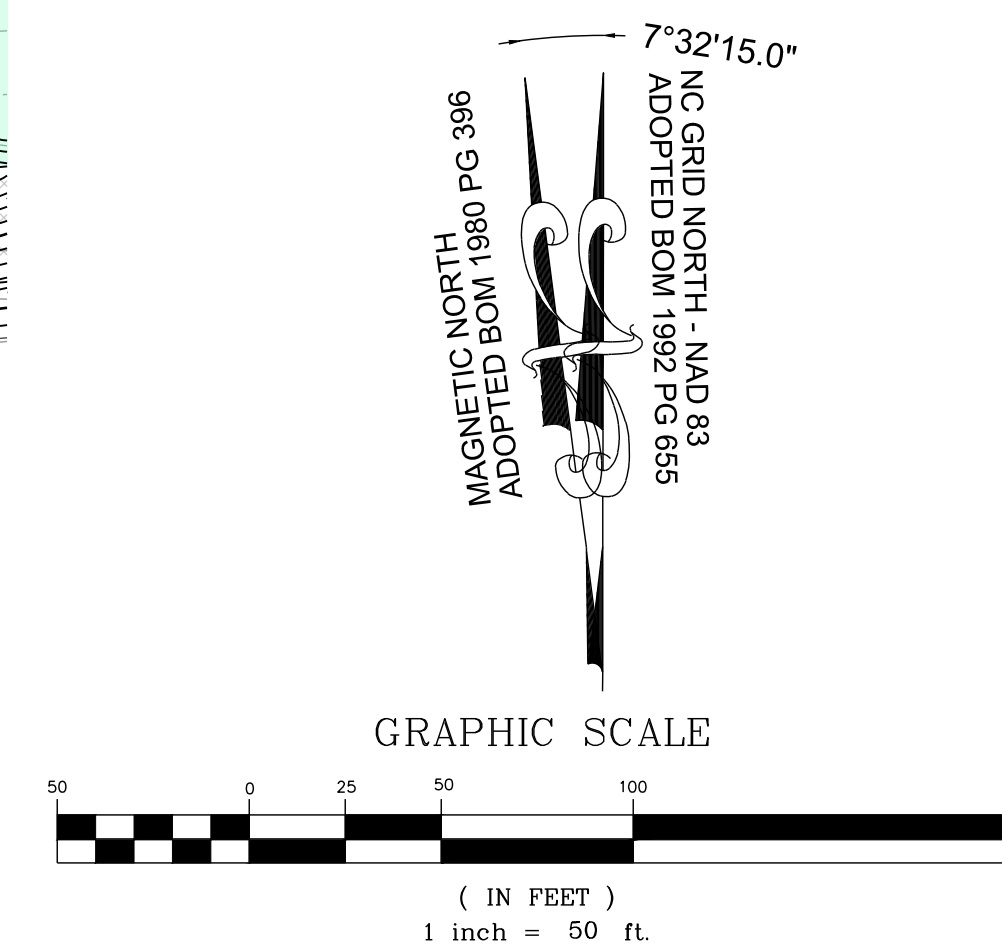 7°32'15.0"
MAGNETIC NORTH
ADOPTED BOM 1980 PG 396
NC GRID NORTH - NAD 83
ADOPTED BOM 1992 PG 655
GRAPHIC SCALE
50 0 25 50 100
( IN FEET )
1 inch = 50 ft.